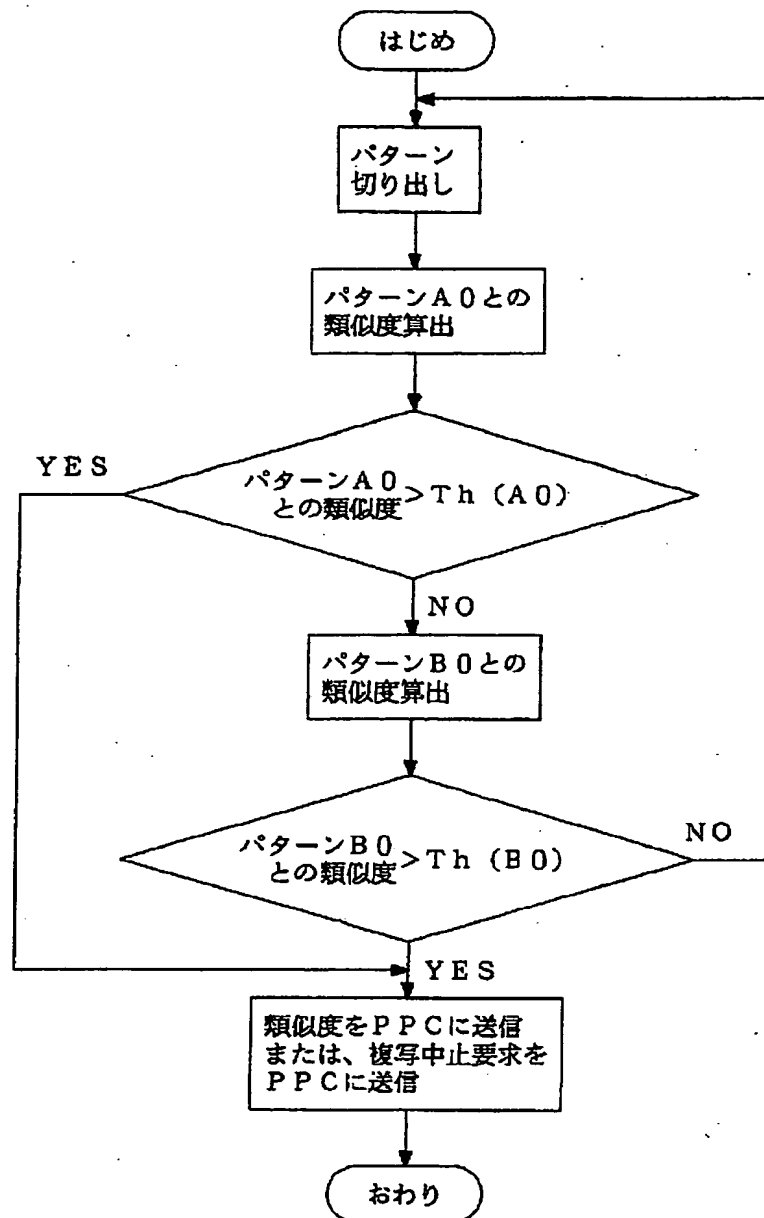 はじめ
パターン
切り出し
パターンA0との
類似度算出
YES
パターンA0
との類似度>Th(A0)
NO
パターンB0との
類似度算出
パターンB0
との類似度>Th(B0)
NO
YES
類似度をPPCに送信
または、複写中止要求を
PPCに送信
おわり